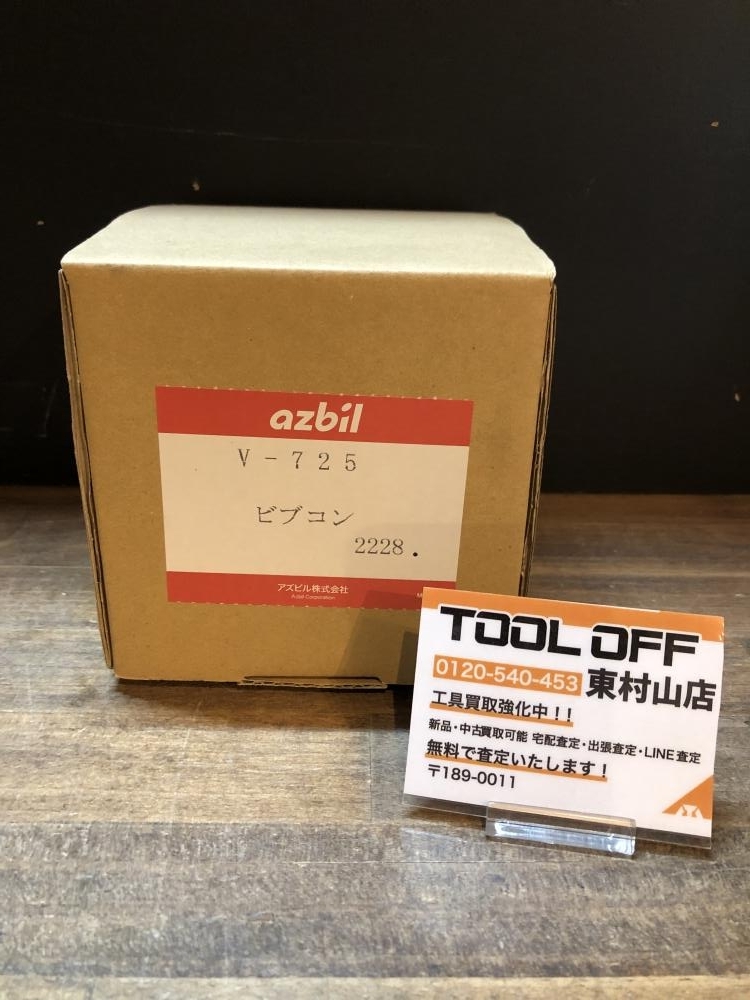 azbil
V-725
ビブコン
2228.
アズビル株式会社
Azbil Corporation
TOOL OFF
0120-540-453 東村山店
工具買取強化中!!
新品・中古買取可能 宅配査定・出張査定・LINE査定
無料で査定いたします!
〒189-0011